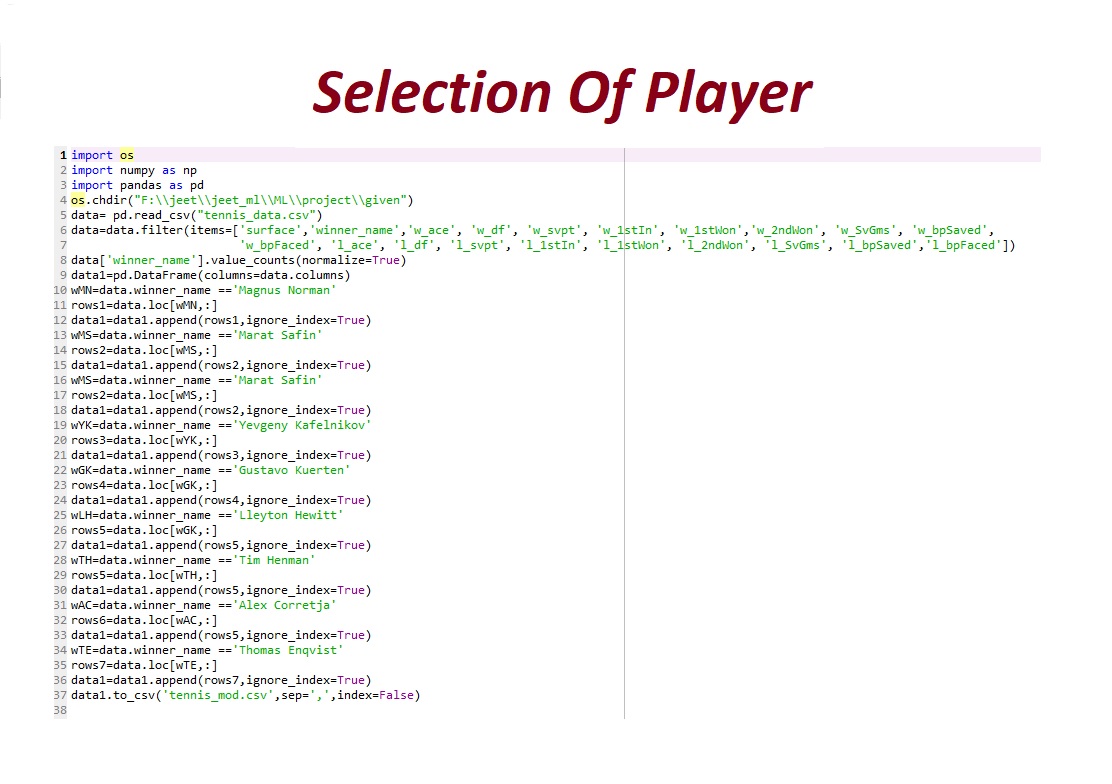 Selection Of Player
1 import os
2 import numpy as np
3 import pandas as pd
4 os.chdir("F:\\jeet\\jeet_ml\\ML\\project\\given")
5 data= pd.read_csv("tennis_data.csv")
6 data=data.filter(items=['surface','winner_name','w_ace', 'w_df', 'w_svpt', 'w_1stIn', 'w_1stWon','w_2ndWon', 'w_SvGms', 'w_bpSaved',
7 'w_bpFaced', 'l_ace', 'l_df', 'l_svpt', 'l_1stIn', 'l_1stWon', 'l_2ndWon', 'l_SvGms', 'l_bpSaved','l_bpFaced'])
8 data['winner_name'].value_counts(normalize=True)
9 data1=pd.DataFrame(columns=data.columns)
10 wMN=data.winner_name =='Magnus Norman'
11 rows1=data.loc[wMN,:]
12 data1=data1.append(rows1,ignore_index=True)
13 wMS=data.winner_name =='Marat Safin'
14 rows2=data.loc[wMS,:]
15 data1=data1.append(rows2,ignore_index=True)
16 wMS=data.winner_name =='Marat Safin'
17 rows2=data.loc[wMS,:]
18 data1=data1.append(rows2,ignore_index=True)
19 wYK=data.winner_name =='Yevgeny Kafelnikov'
20 rows3=data.loc[wYK,:]
21 data1=data1.append(rows3,ignore_index=True)
22 wGK=data.winner_name =='Gustavo Kuerten'
23 rows4=data.loc[wGK,:]
24 data1=data1.append(rows4,ignore_index=True)
25 wLH=data.winner_name =='Lleyton Hewitt'
26 rows5=data.loc[wGK,:]
27 data1=data1.append(rows5,ignore_index=True)
28 wTH=data.winner_name =='Tim Henman'
29 rows5=data.loc[wTH,:]
30 data1=data1.append(rows5,ignore_index=True)
31 wAC=data.winner_name =='Alex Corretja'
32 rows6=data.loc[wAC,:]
33 data1=data1.append(rows5,ignore_index=True)
34 wTE=data.winner_name =='Thomas Enqvist'
35 rows7=data.loc[wTE,:]
36 data1=data1.append(rows7,ignore_index=True)
37 data1.to_csv('tennis_mod.csv',sep=',',index=False)
38